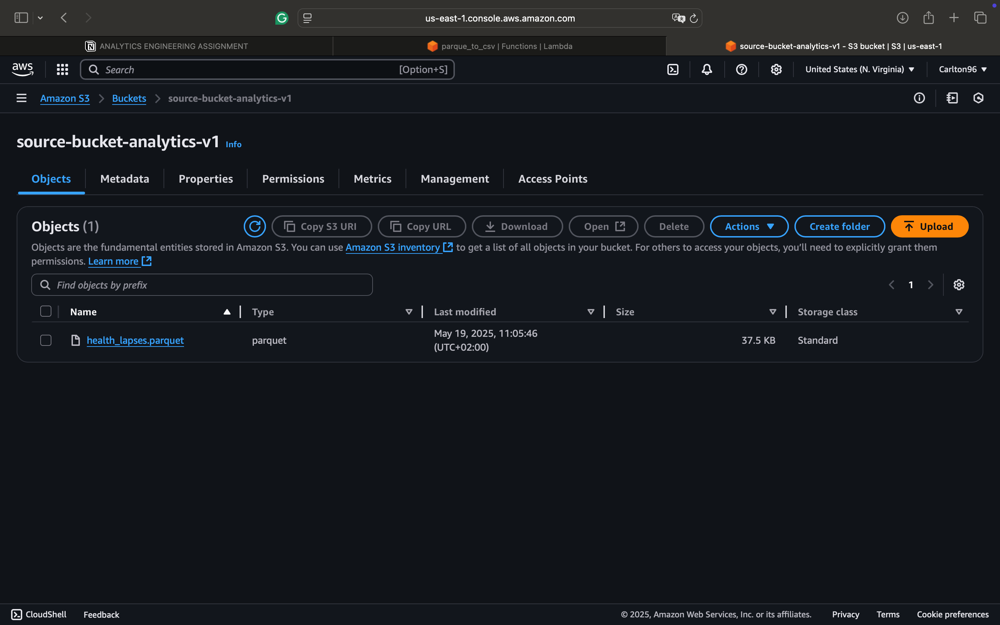 us-east-1.console.aws.amazon.com
ANALYTICS ENGINEERING ASSIGNMENT
parque_to_csv | Functions | Lambda
source-bucket-analytics-v1 - S3 bucket | S3 | us-east-1
aws
Search
[Option+S]
United States (N. Virginia)
Carlton96
Amazon S3
Buckets
source-bucket-analytics-v1
source-bucket-analytics-v1 Info
Objects
Metadata
Properties
Permissions
Metrics
Management
Access Points
Objects (1)
Copy S3 URI
Copy URL
Download
Open
Delete
Actions
Create folder
Upload
Objects are the fundamental entities stored in Amazon S3. You can use Amazon S3 inventory to get a list of all objects in your bucket. For others to access your objects, you’ll need to explicitly grant them
permissions. Learn more
Find objects by prefix
1
Name
Type
Last modified
Size
Storage class
health_lapses.parquet
parquet
May 19, 2025, 11:05:46
(UTC+02:00)
37.5 KB
Standard
CloudShell
Feedback
© 2025, Amazon Web Services, Inc. or its affiliates.
Privacy
Terms
Cookie preferences